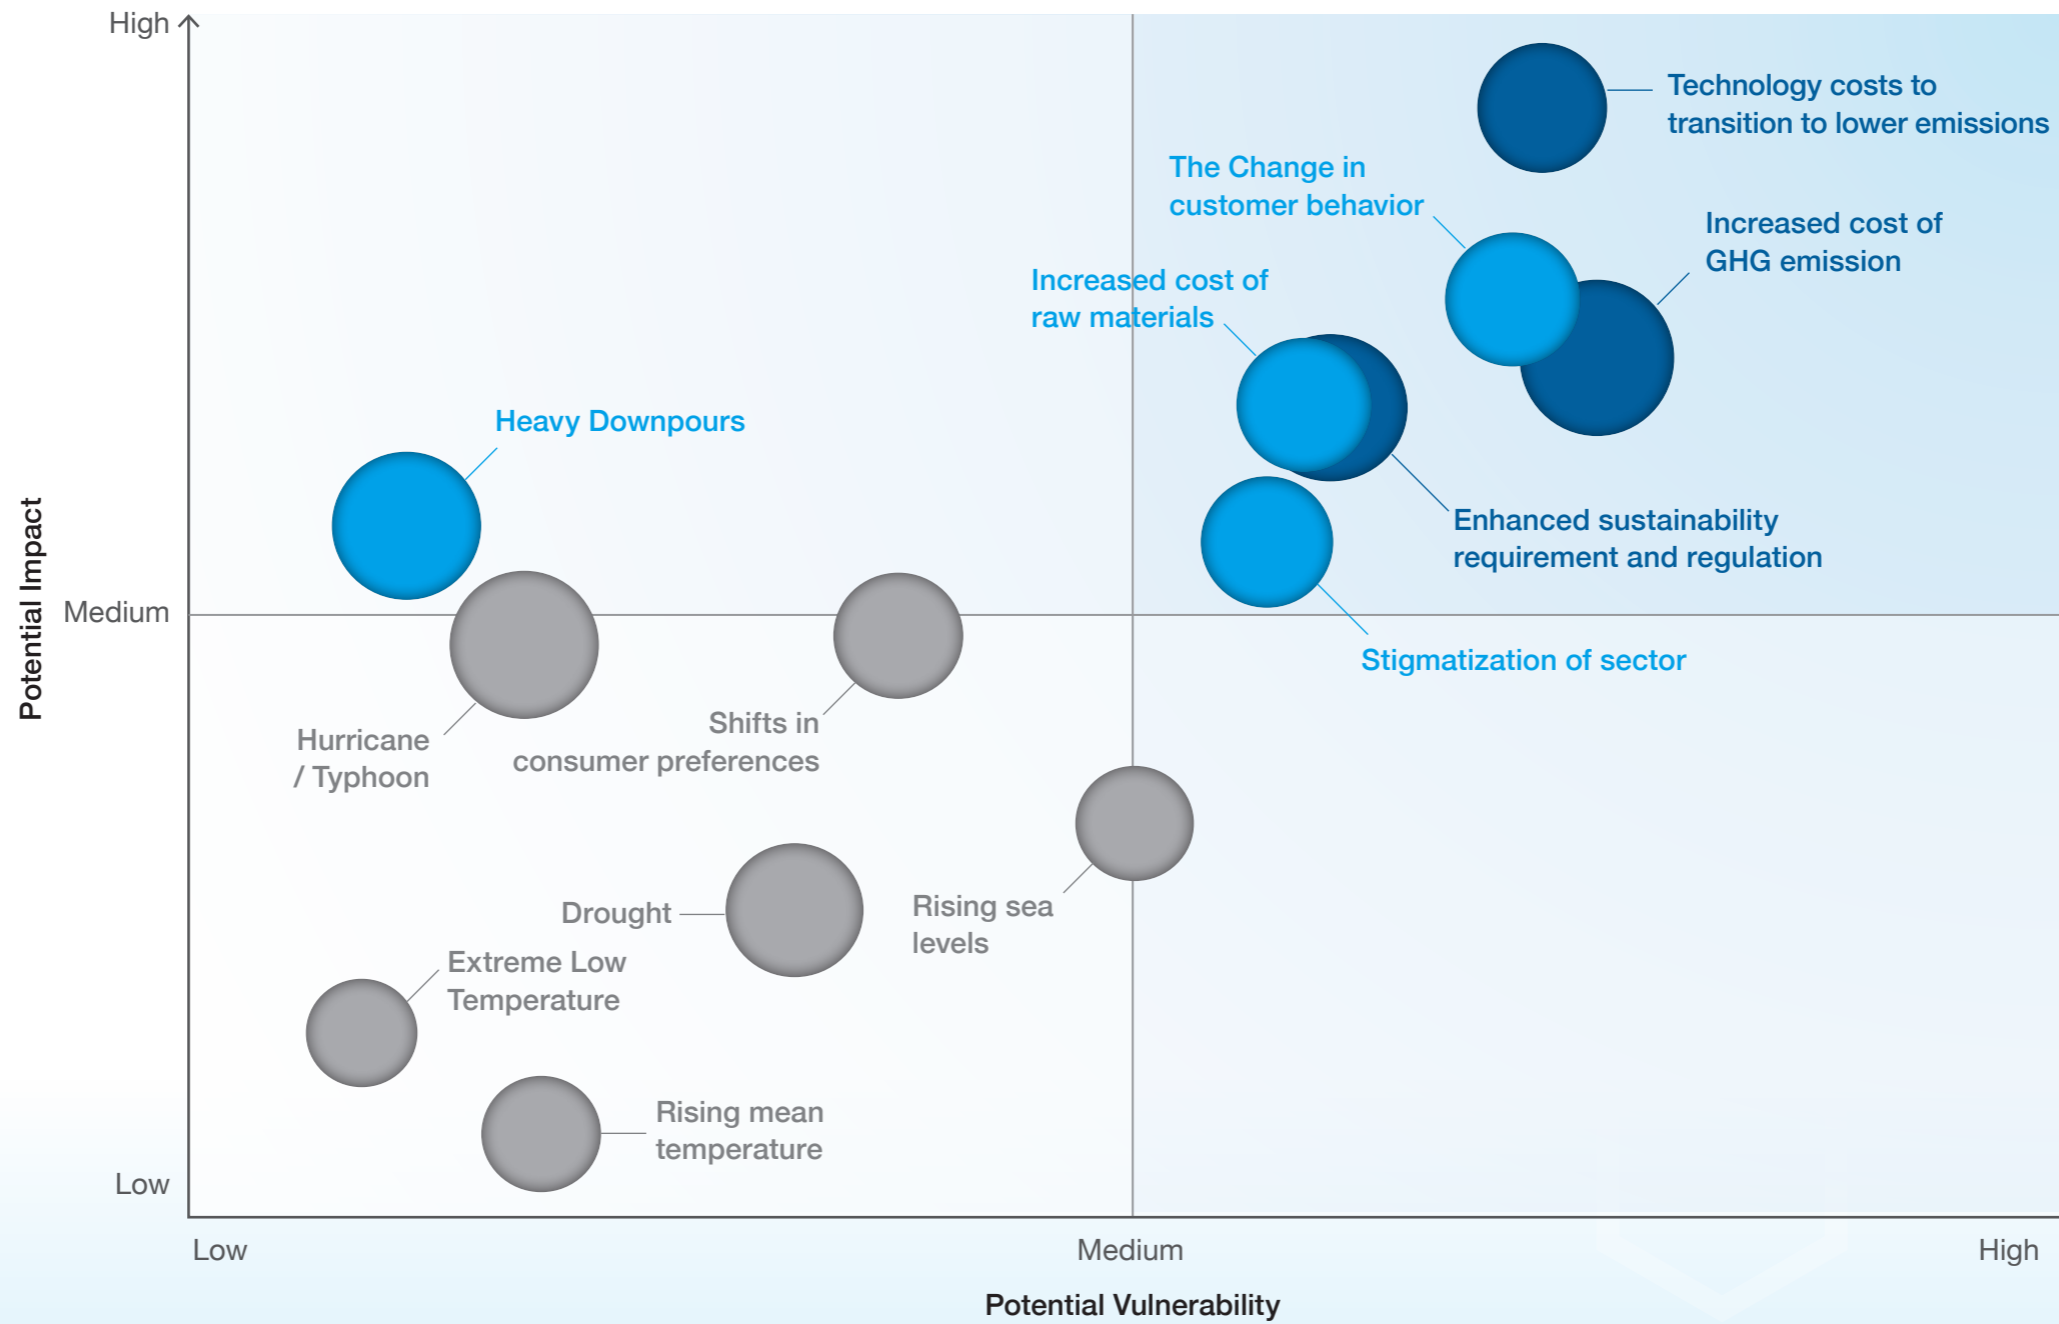 High
Technology costs to
transition to lower emissions
The Change in
customer behavior
Increased cost of
GHG emission
Increased cost of
raw materials
Heavy Downpours
Enhanced sustainability
requirement and regulation
Potential Impact
Medium
Stigmatization of sector
Shifts in
consumer preferences
Hurricane
/ Typhoon
Drought
Rising sea
levels
Extreme Low
Temperature
Rising mean
temperature
Low
Low
Medium
High
Potential Vulnerability